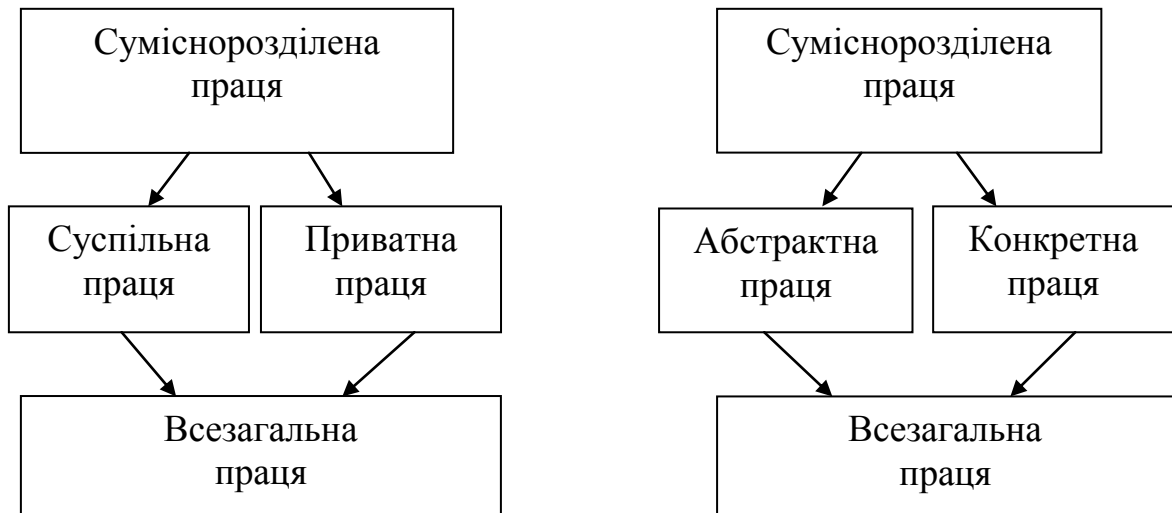 Суміснорозділена
праця
Суспільна
праця
Приватна
праця
Всезагальна
праця
Суміснорозділена
праця
Абстрактна
праця
Конкретна
праця
Всезагальна
праця